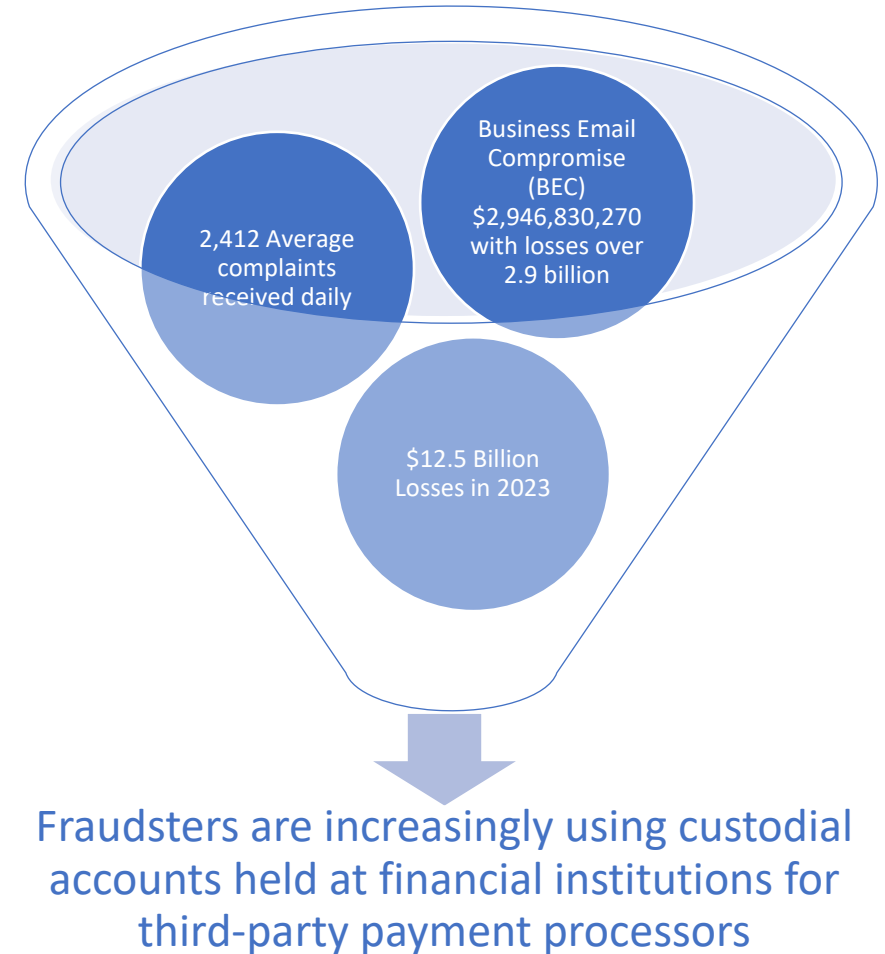 Business Email
Compromise
(BEC)
$2,946,830,270
with losses over
2.9 billion
2,412 Average
complaints
received daily
$12.5 Billion
Losses in 2023
Fraudsters are increasingly using custodial
accounts held at financial institutions for
third-party payment processors